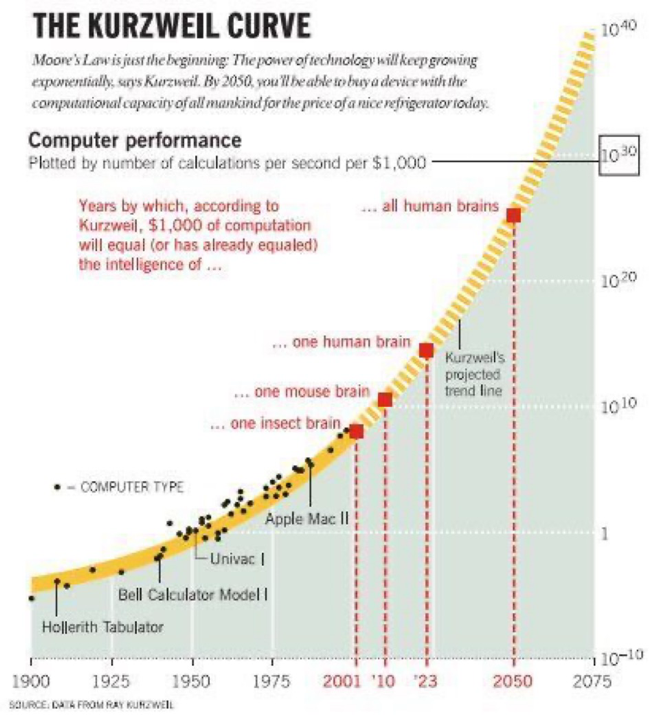 THE KURZWEIL CURVE
Moore's Law is just the beginning: The power of technology will keep growing
exponentially, says Kurzweil. By 2050, you'll be able to buy a device with the
computational capacity of all mankind for the price of a nice refrigerator today.
Computer performance
Plotted by number of calculations per second per $1,000
10^40
10^30
Years by which, according to
Kurzweil, $1,000 of computation
will equal (or has already equaled)
the intelligence of ...
... all human brains
10^20
... one human brain
Kurzweil's
projected
trend line
... one mouse brain
10^10
... one insect brain
– COMPUTER TYPE
Apple Mac II
1
Univac I
Bell Calculator Model I
Hollerith Tabulator
10^–10
1900 1925 1950 1975 2001 '10 '23 2050 2075
SOURCE: DATA FROM RAY KURZWEIL